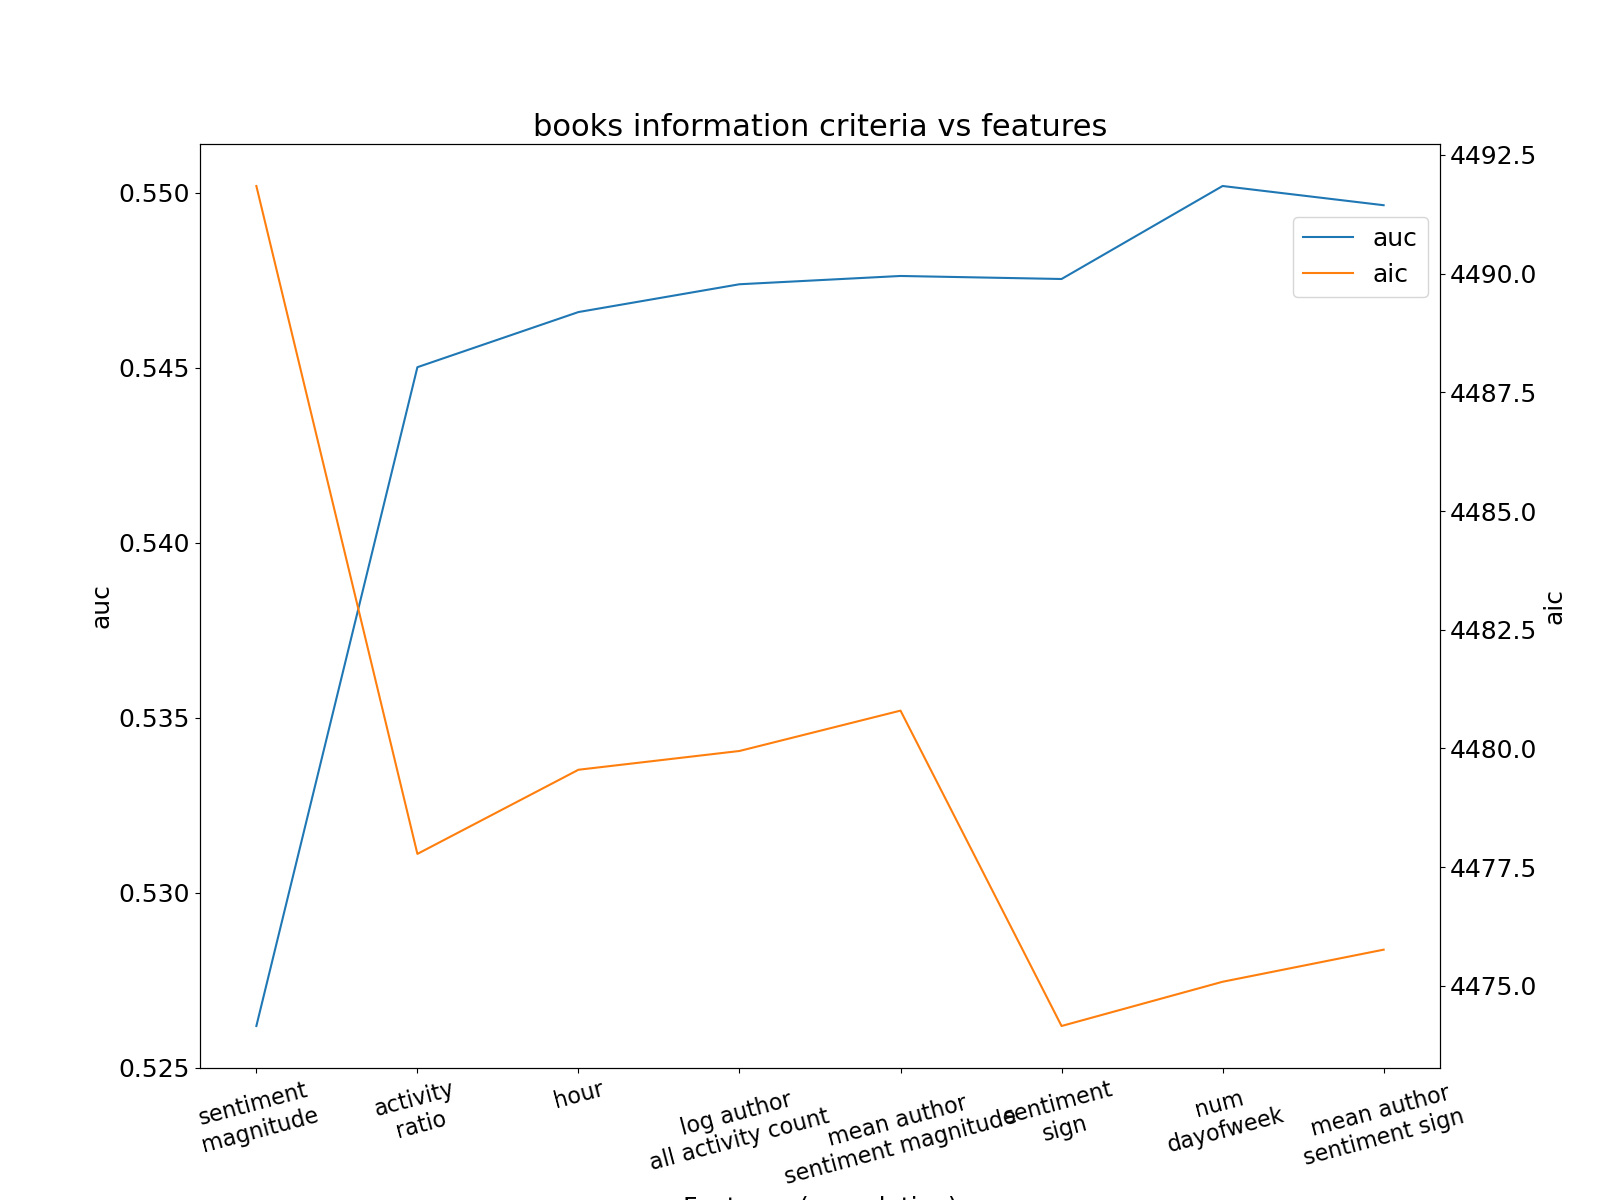 books information criteria vs features
0.550
0.545
0.540
0.535
0.530
0.525
auc
4492.5
4490.0
4487.5
4485.0
4482.5
4480.0
4477.5
4475.0
aic
auc
aic
sentiment
magnitude
activity
ratio
hour
log author
all activity count
mean author
sentiment magnitude
sentiment
sign
num
dayofweek
mean author
sentiment sign